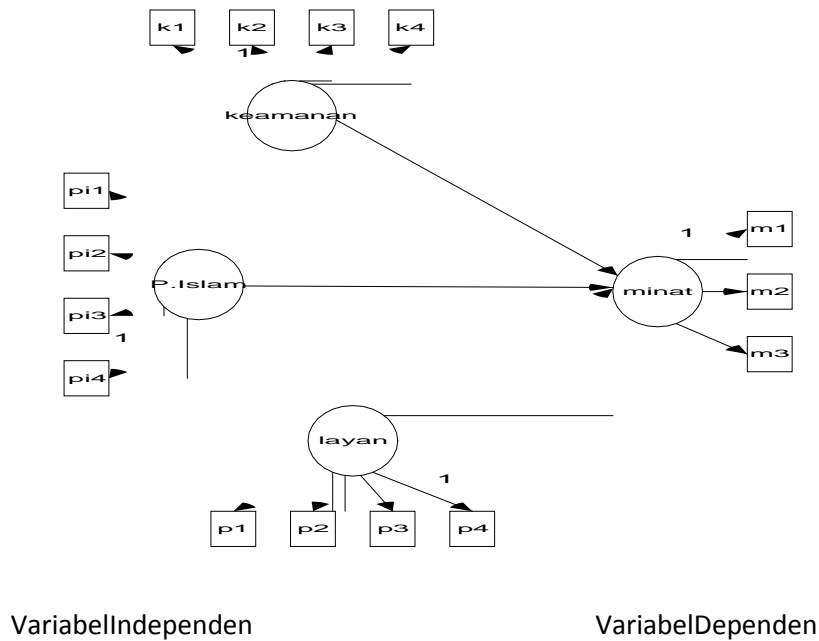 k1 k2 k3 k4
1
keamanan
pi1
pi2
pi3
1
pi4
P.Islam
1
m1
minat
m2
m3
layan
1
p1 p2 p3 p4
VariabelIndependen VariabelDependen